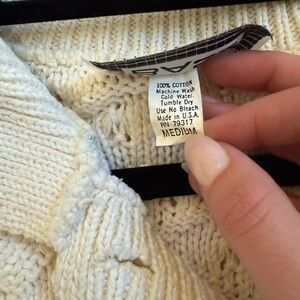 100% COTTON
Machine Wash
Cold Water
Tumble Dry
Use No Bleach
Made in U.S.A.
RN 79317
MEDIUM